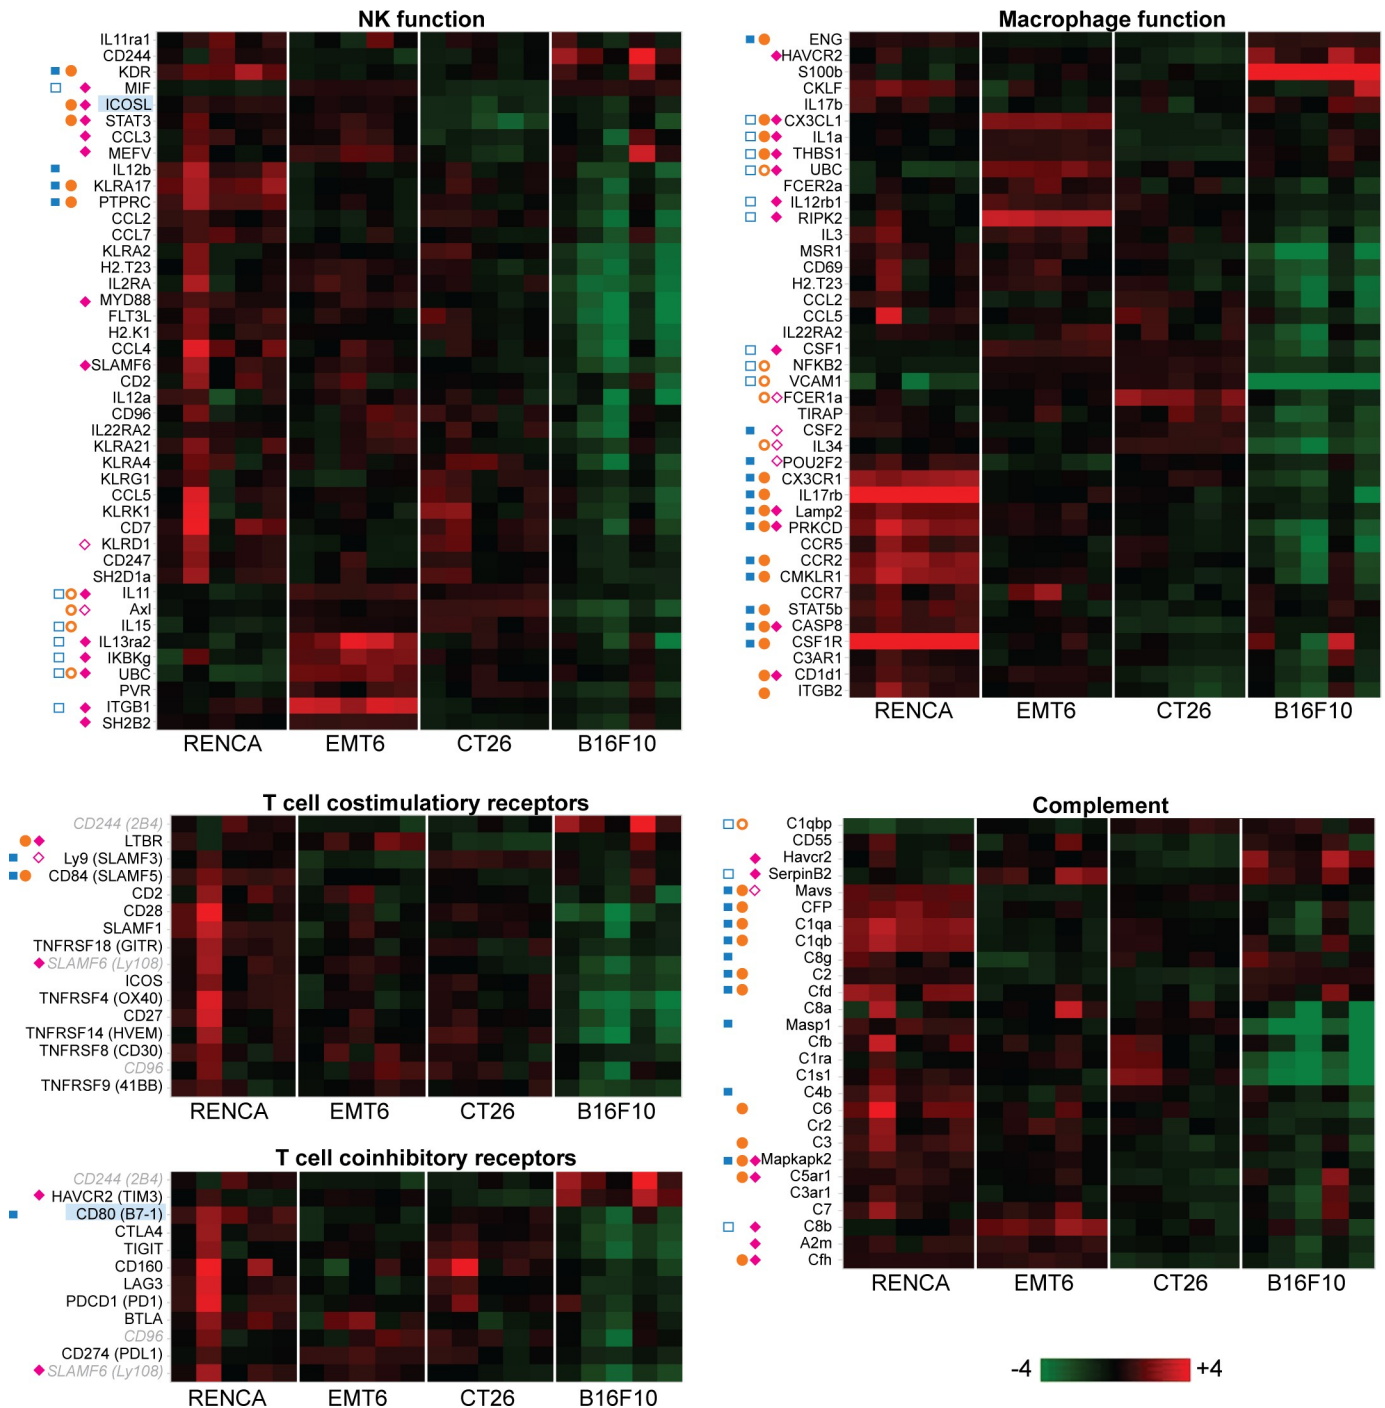 NK function
IL11ra1
CD244
KDR
MIF
ICOSL
STAT3
CCL3
MEFV
IL12b
KLRA17
PTPRC
CCL2
CCL7
KLRA2
H2.T23
IL2RA
MYD88
FLT3L
H2.K1
CCL4
SLAMF6
CD2
IL12a
CD96
IL22RA2
KLRA21
KLRA4
KLRG1
CCL5
KLRK1
CD7
KLRD1
CD247
SH2D1a
IL11
Axl
IL15
IL13ra2
IKBKg
UBC
PVR
ITGB1
SH2B2
RENCA EMT6 CT26 B16F10
Macrophage function
ENG
HAVCR2
S100b
CKLF
IL17b
CX3CL1
IL1a
THBS1
UBC
FCER2a
IL12rb1
RIPK2
IL3
MSR1
CD69
H2.T23
CCL2
CCL5
IL22RA2
CSF1
NFKB2
VCAM1
FCER1a
TIRAP
CSF2
IL34
POU2F2
CX3CR1
IL17rb
Lamp2
PRKCD
CCR5
CCR2
CMKLR1
CCR7
STAT5b
CASP8
CSF1R
C3AR1
CD1d1
ITGB2
RENCA EMT6 CT26 B16F10
T cell costimulatiory receptors
CD244 (2B4)
LTBR
Ly9 (SLAMF3)
CD84 (SLAMF5)
CD2
CD28
SLAMF1
TNFRSF18 (GITR)
SLAMF6 (Ly108)
ICOS
TNFRSF4 (OX40)
CD27
TNFRSF14 (HVEM)
TNFRSF8 (CD30)
CD96
TNFRSF9 (41BB)
RENCA EMT6 CT26 B16F10
T cell coinhibitory receptors
CD244 (2B4)
HAVCR2 (TIM3)
CD80 (B7-1)
CTLA4
TIGIT
CD160
LAG3
PDCD1 (PD1)
BTLA
CD96
CD274 (PDL1)
SLAMF6 (Ly108)
RENCA EMT6 CT26 B16F10
Complement
C1qbp
CD55
Havcr2
SerpinB2
Mavs
CFP
C1qa
C1qb
C8g
C2
Cfd
C8a
Masp1
Cfb
C1ra
C1s1
C4b
C6
Cr2
C3
Mapkapk2
C5ar1
C3ar1
C7
C8b
A2m
Cfh
RENCA EMT6 CT26 B16F10
-4 +4